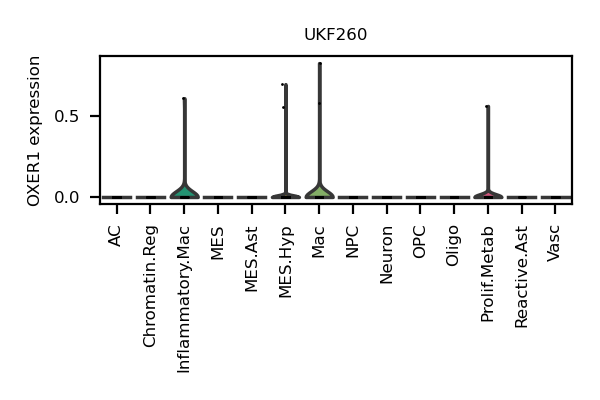 UKF260
OXER1 expression
0.5
0.0
AC
Chromatin.Reg
Inflammatory.Mac
MES
MES.Ast
MES.Hyp
Mac
NPC
Neuron
OPC
Oligo
Prolif.Metab
Reactive.Ast
Vasc